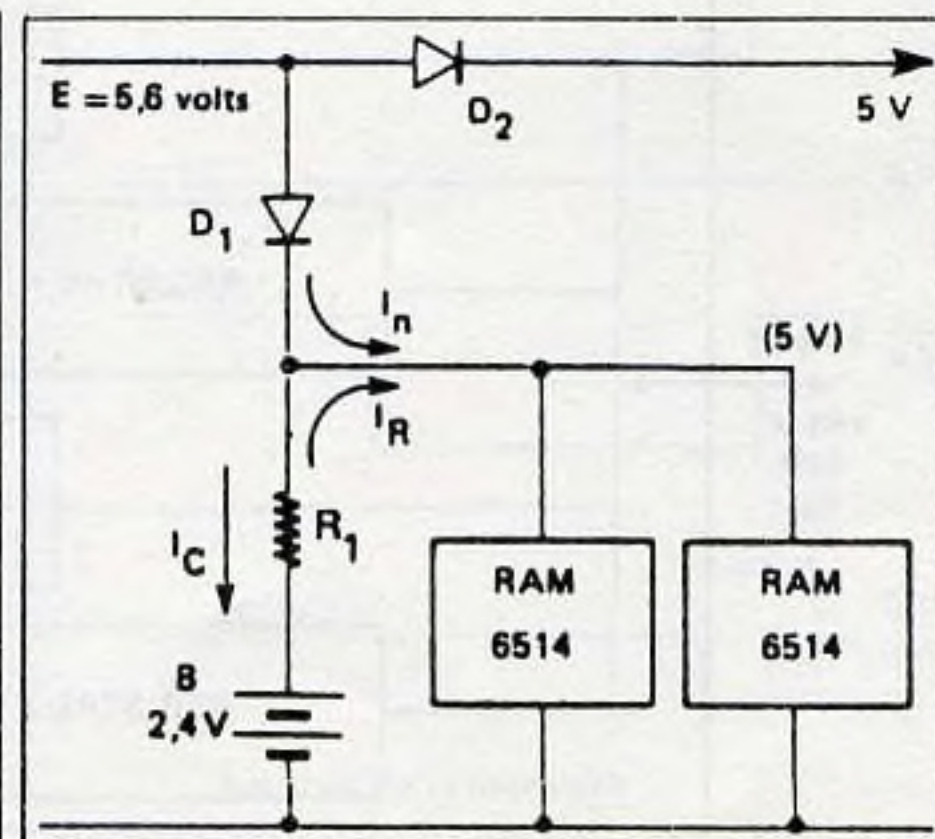 E = 5,6 volts
D2
5 V
D1
In
(5 V)
IR
IC
R1
RAM
6514
RAM
6514
B
2,4 V